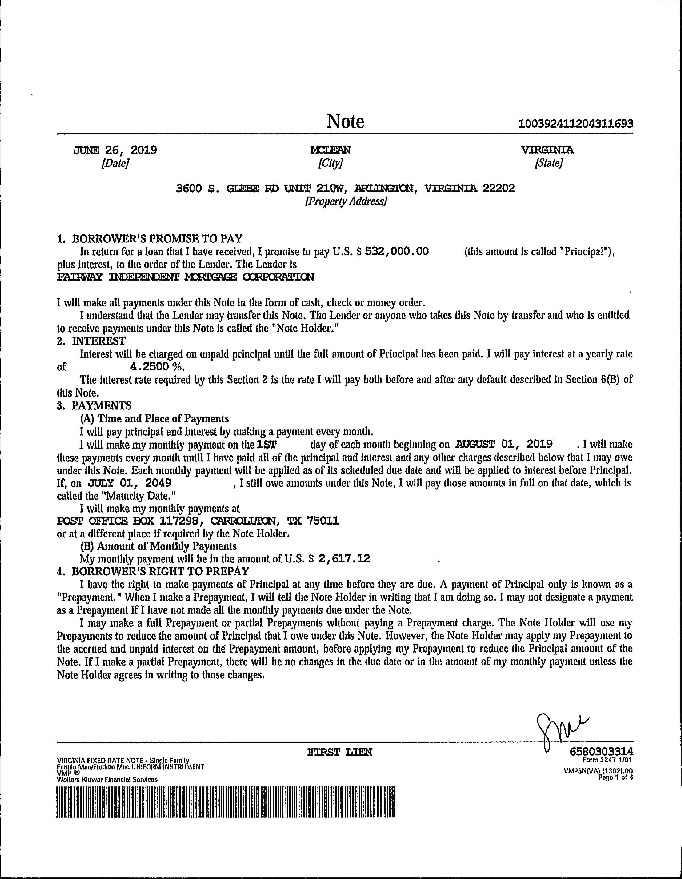 Note
100392411204311693
JUNE 26, 2019 MCLEAN VIRGINIA
[Date] [City] [State]
3600 S. GLEBE RD UNIT 210W, ARLINGTON, VIRGINIA 22202
[Property Address]
1. BORROWER'S PROMISE TO PAY
In return for a loan that I have received, I promise to pay U.S. $ 532,000.00 (this amount is called "Principal"),
plus interest, to the order of the Lender. The Lender is
FAIRWAY INDEPENDENT MORTGAGE CORPORATION
I will make all payments under this Note in the form of cash, check or money order.
I understand that the Lender may transfer this Note. The Lender or anyone who takes this Note by transfer and who is entitled
to receive payments under this Note is called the "Note Holder."
2. INTEREST
Interest will be charged on unpaid principal until the full amount of Principal has been paid. I will pay interest at a yearly rate
of 4.2500 %.
The interest rate required by this Section 2 is the rate I will pay both before and after any default described in Section 6(B) of
this Note.
3. PAYMENTS
(A) Time and Place of Payments
I will pay principal and interest by making a payment every month.
I will make my monthly payment on the 1ST day of each month beginning on AUGUST 01, 2019 . I will make
these payments every month until I have paid all of the principal and interest and any other charges described below that I may owe
under this Note. Each monthly payment will be applied as of its scheduled due date and will be applied to interest before Principal.
If, on JULY 01, 2049 , I still owe amounts under this Note, I will pay those amounts in full on that date, which is
called the "Maturity Date."
I will make my monthly payments at
POST OFFICE BOX 117298, CARROLLTON, TX 75011
or at a different place if required by the Note Holder.
(B) Amount of Monthly Payments
My monthly payment will be in the amount of U.S. $ 2,617.12 .
4. BORROWER'S RIGHT TO PREPAY
I have the right to make payments of Principal at any time before they are due. A payment of Principal only is known as a
"Prepayment." When I make a Prepayment, I will tell the Note Holder in writing that I am doing so. I may not designate a payment
as a Prepayment if I have not made all the monthly payments due under the Note.
I may make a full Prepayment or partial Prepayments without paying a Prepayment charge. The Note Holder will use my
Prepayments to reduce the amount of Principal that I owe under this Note. However, the Note Holder may apply my Prepayment to
the accrued and unpaid interest on the Prepayment amount, before applying my Prepayment to reduce the Principal amount of the
Note. If I make a partial Prepayment, there will be no changes in the due date or in the amount of my monthly payment unless the
Note Holder agrees in writing to those changes.
FIRST LIEN
6580303314
VIRGINIA FIXED RATE NOTE - Single Family
Fannie Mae/Freddie Mac UNIFORM INSTRUMENT
VMP ®
Wolters Kluwer Financial Services
Form 3247 1/01
VMP5N(VA) (1302).00
Page 1 of